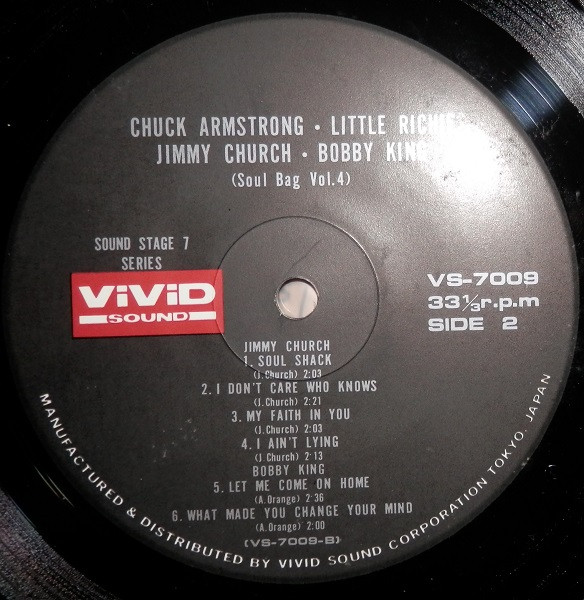 CHUCK ARMSTRONG · LITTLE RICHIE
JIMMY CHURCH · BOBBY KING
(Soul Bag Vol.4)
SOUND STAGE 7
SERIES
ViViD
SOUND
VS-7009
33⅓r.p.m
SIDE 2
JIMMY CHURCH
1. SOUL SHACK
(J.Church) 2:03
2. I DON'T CARE WHO KNOWS
(J.Church) 2:21
3. MY FAITH IN YOU
(J.Church) 2:03
4. I AIN'T LYING
(J.Church) 2:13
BOBBY KING
5. LET ME COME ON HOME
(A.Orange) 2:36
6. WHAT MADE YOU CHANGE YOUR MIND
(A.Orange) 2:00
(VS-7009-B)
MANUFACTURED & DISTRIBUTED BY VIVID SOUND CORPORATION TOKYO. JAPAN